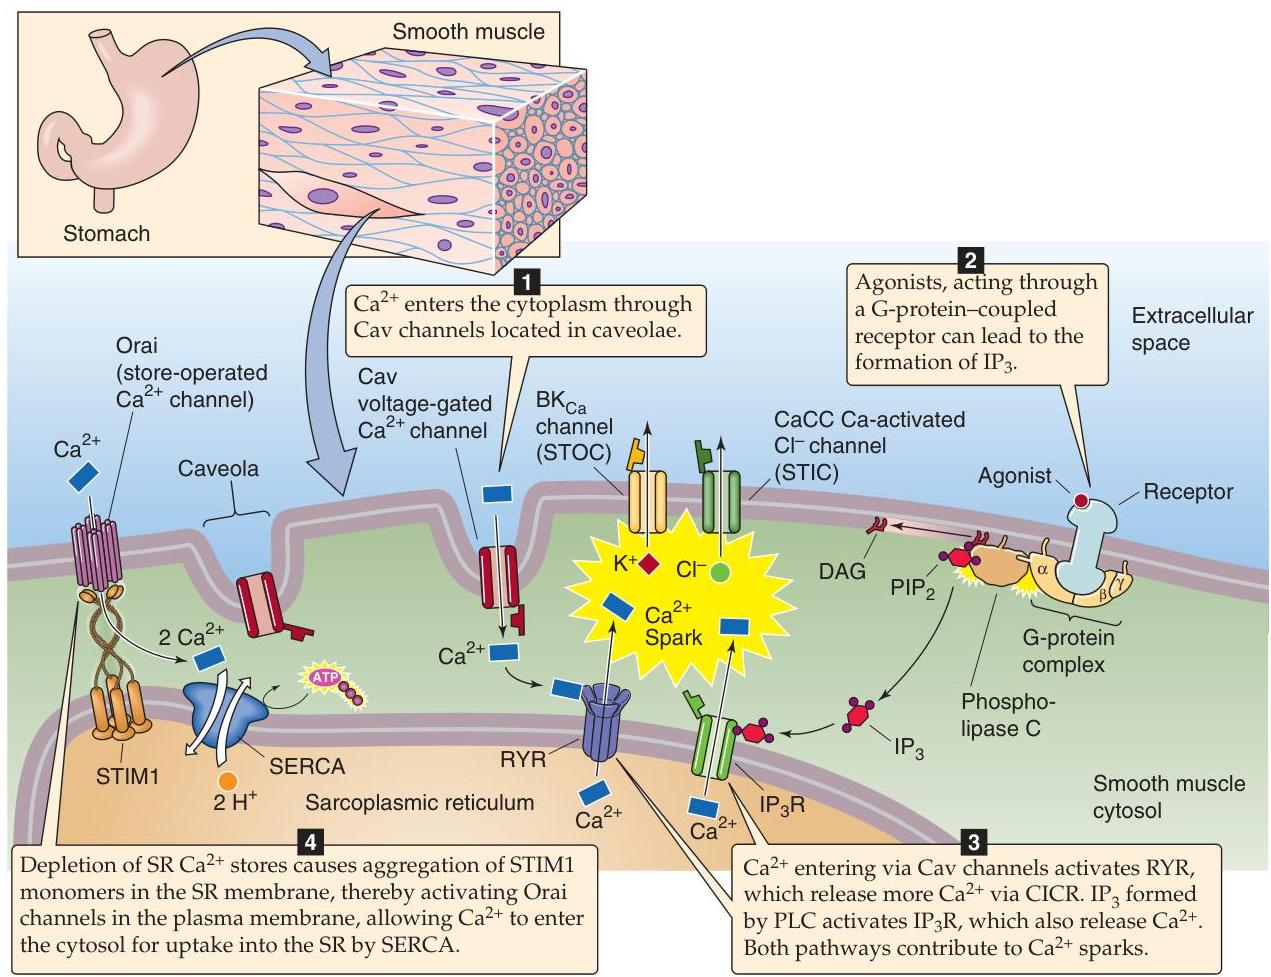 Smooth muscle
Stomach
1
Ca²⁺ enters the cytoplasm through
Cav channels located in caveolae.
2
Agonists, acting through
a G-protein–coupled
receptor can lead to the
formation of IP₃.
Extracellular
space
Orai
(store-operated
Ca²⁺ channel)
Ca²⁺
Caveola
Cav
voltage-gated
Ca²⁺ channel
BK_Ca
channel
(STOC)
CaCC Ca-activated
Cl⁻ channel
(STIC)
Agonist
Receptor
K⁺
Cl⁻
Ca²⁺
Spark
DAG
PIP₂
α
β
γ
G-protein
complex
Phospho-
lipase C
2 Ca²⁺
Ca²⁺
ATP
IP₃
STIM1
SERCA
2 H⁺
Sarcoplasmic reticulum
RYR
Ca²⁺
IP₃R
Ca²⁺
Smooth muscle
cytosol
4
Depletion of SR Ca²⁺ stores causes aggregation of STIM1
monomers in the SR membrane, thereby activating Orai
channels in the plasma membrane, allowing Ca²⁺ to enter
the cytosol for uptake into the SR by SERCA.
3
Ca²⁺ entering via Cav channels activates RYR,
which release more Ca²⁺ via CICR. IP₃ formed
by PLC activates IP₃R, which also release Ca²⁺.
Both pathways contribute to Ca²⁺ sparks.